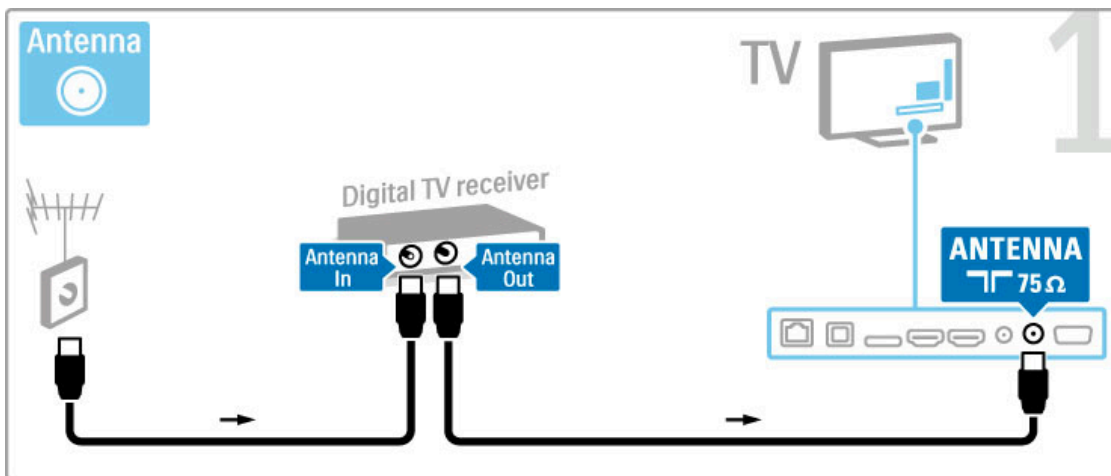 Antenna
TV
1
Digital TV receiver
Antenna
In
Antenna
Out
ANTENNA
75 Ω